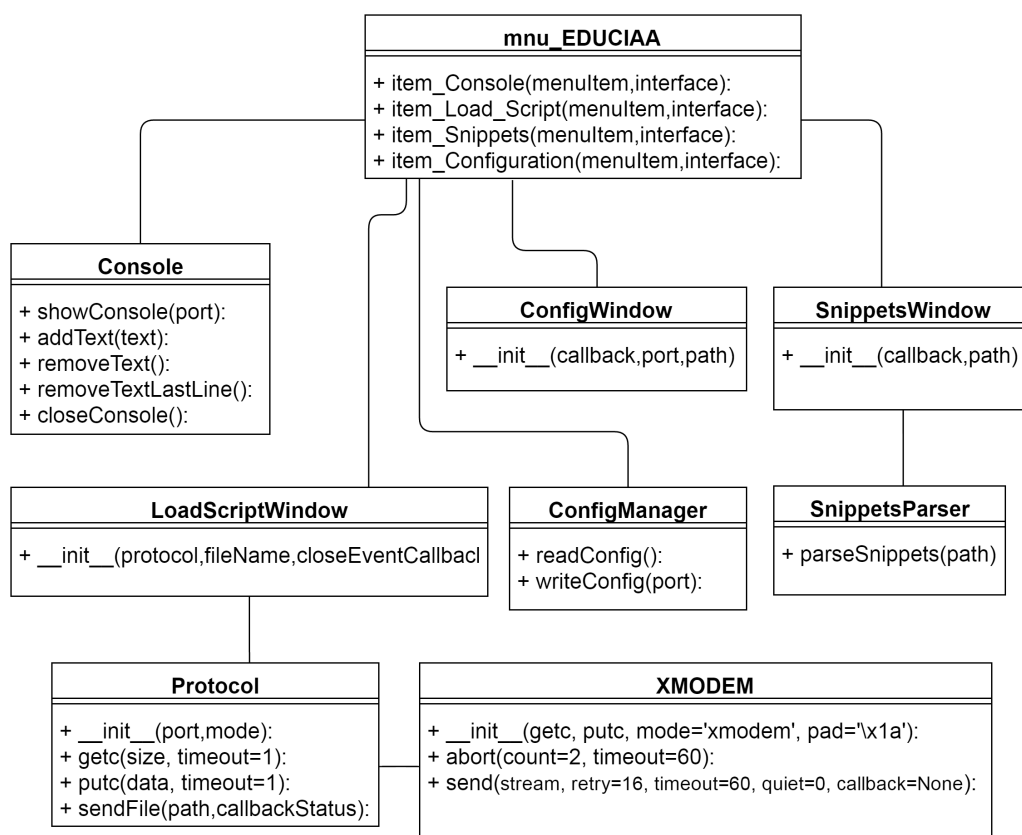 mnu_EDUCIAA
+ item_Console(menuItem,interface):
+ item_Load_Script(menuItem,interface):
+ item_Snippets(menuItem,interface):
+ item_Configuration(menuItem,interface):
Console
+ showConsole(port):
+ addText(text):
+ removeText():
+ removeTextLastLine():
+ closeConsole():
ConfigWindow
+ __init__(callback,port,path)
SnippetsWindow
+ __init__(callback,path)
LoadScriptWindow
+ __init__(protocol,fileName,closeEventCallbacl
ConfigManager
+ readConfig():
+ writeConfig(port):
SnippetsParser
+ parseSnippets(path)
Protocol
+ __init__(port,mode):
+ getc(size, timeout=1):
+ putc(data, timeout=1):
+ sendFile(path,callbackStatus):
XMODEM
+ __init__(getc, putc, mode='xmodem', pad='\x1a'):
+ abort(count=2, timeout=60):
+ send(stream, retry=16, timeout=60, quiet=0, callback=None):